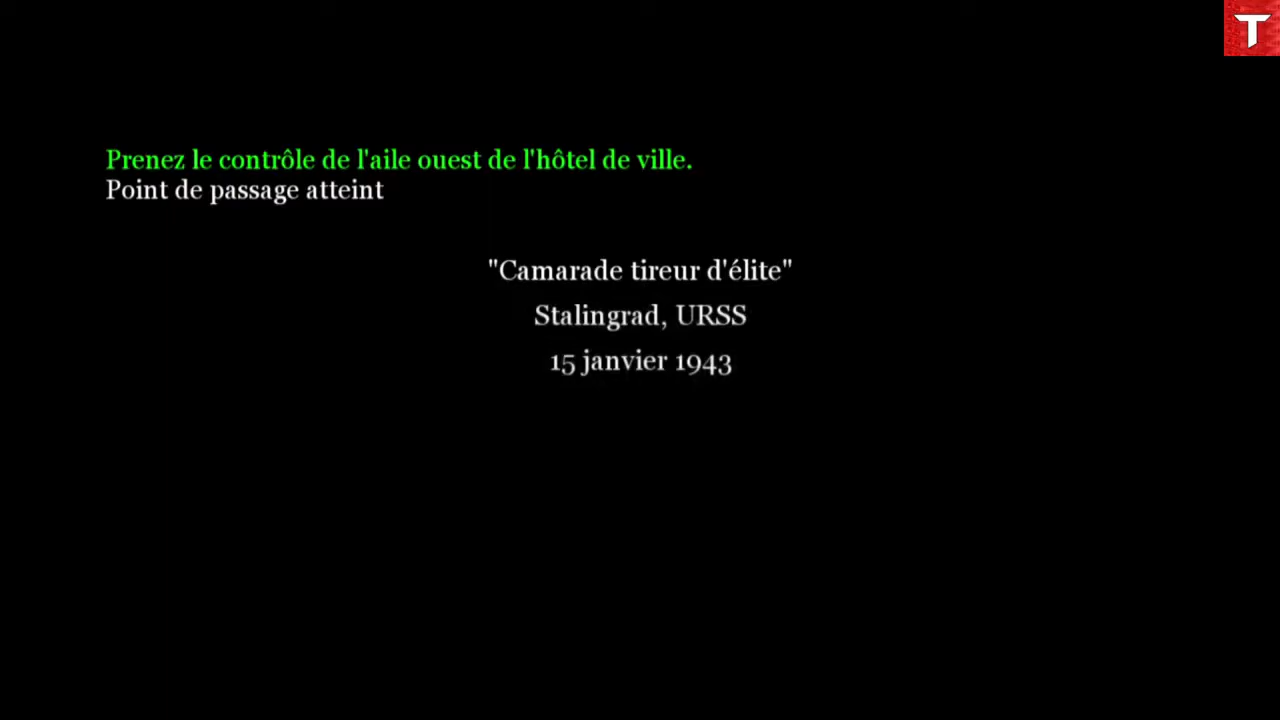 T
Prenez le contrôle de l'aile ouest de l'hôtel de ville.
Point de passage atteint
"Camarade tireur d'élite"
Stalingrad, URSS
15 janvier 1943